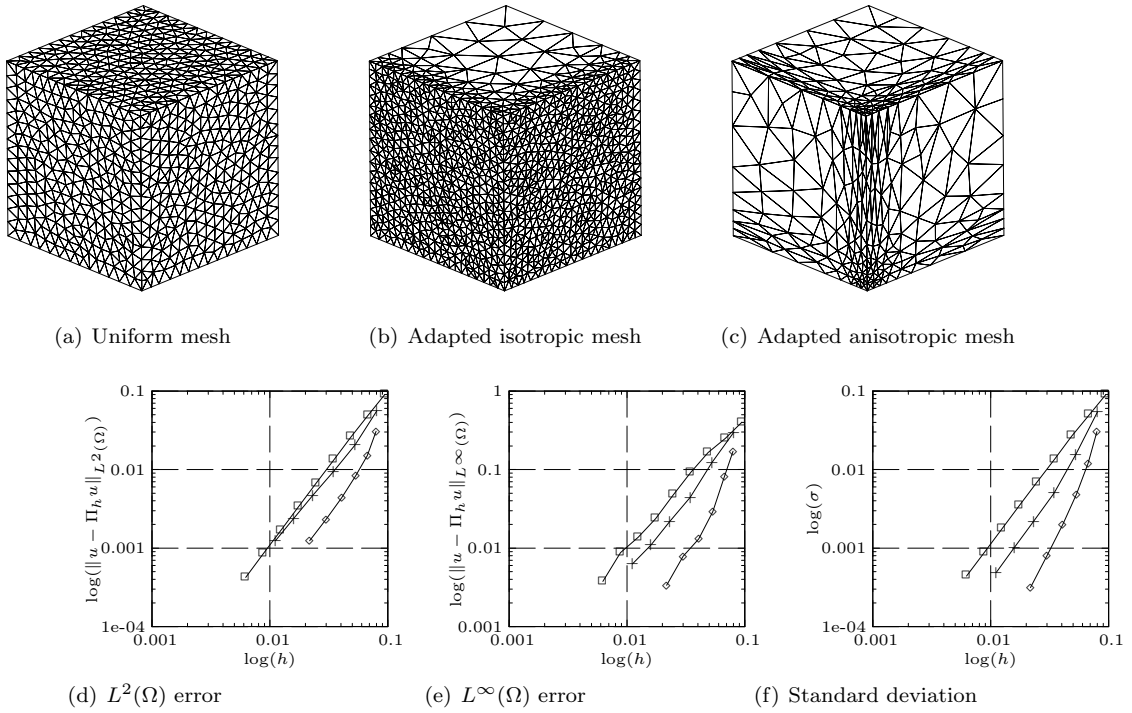 (a) Uniform mesh
(b) Adapted isotropic mesh
(c) Adapted anisotropic mesh
log(‖u − Π_h u‖_{L^2(Ω)})
0.1
0.01
0.001
1e-04
0.001
0.01
0.1
log(h)
log(‖u − Π_h u‖_{L^∞(Ω)})
1
0.1
0.01
0.001
0.001
0.01
0.1
log(h)
log(σ)
0.1
0.01
0.001
1e-04
0.001
0.01
0.1
log(h)
(d) L^2(Ω) error
(e) L^∞(Ω) error
(f) Standard deviation